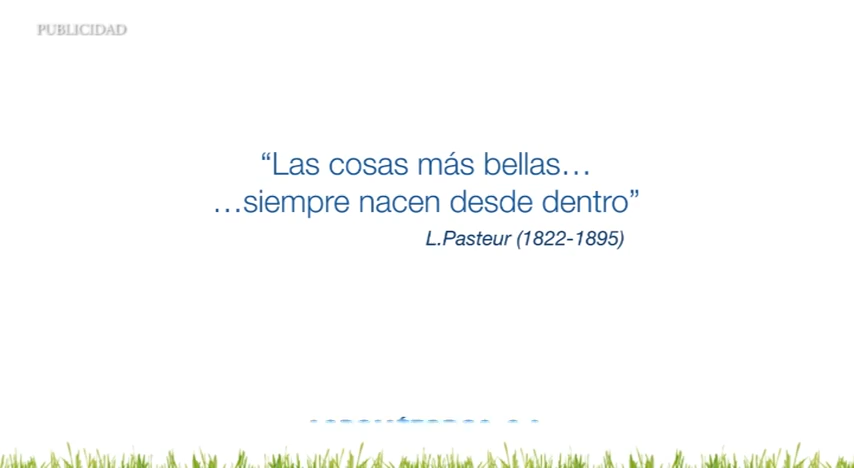 PUBLICIDAD
“Las cosas más bellas…
…siempre nacen desde dentro”
L.Pasteur (1822-1895)